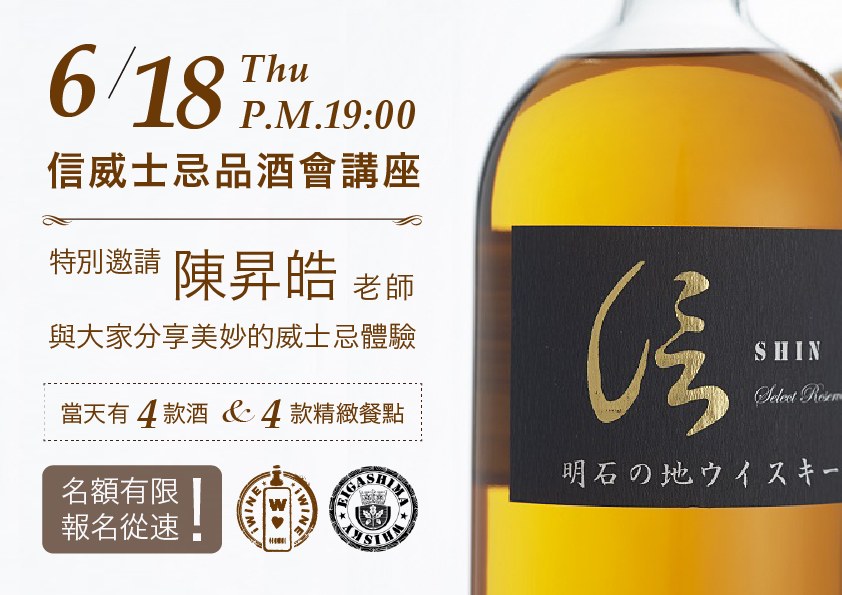 6/18 Thu
P.M.19:00
信威士忌品酒會講座
特別邀請 陳昇皓 老師
與大家分享美妙的威士忌體驗
當天有 4 款酒 & 4 款精緻餐點
名額有限
報名從速!
IWINE IWINE
W
EIGASHIMA
WHISKY
信
SHIN
Select Reserv
明石の地ウイスキー